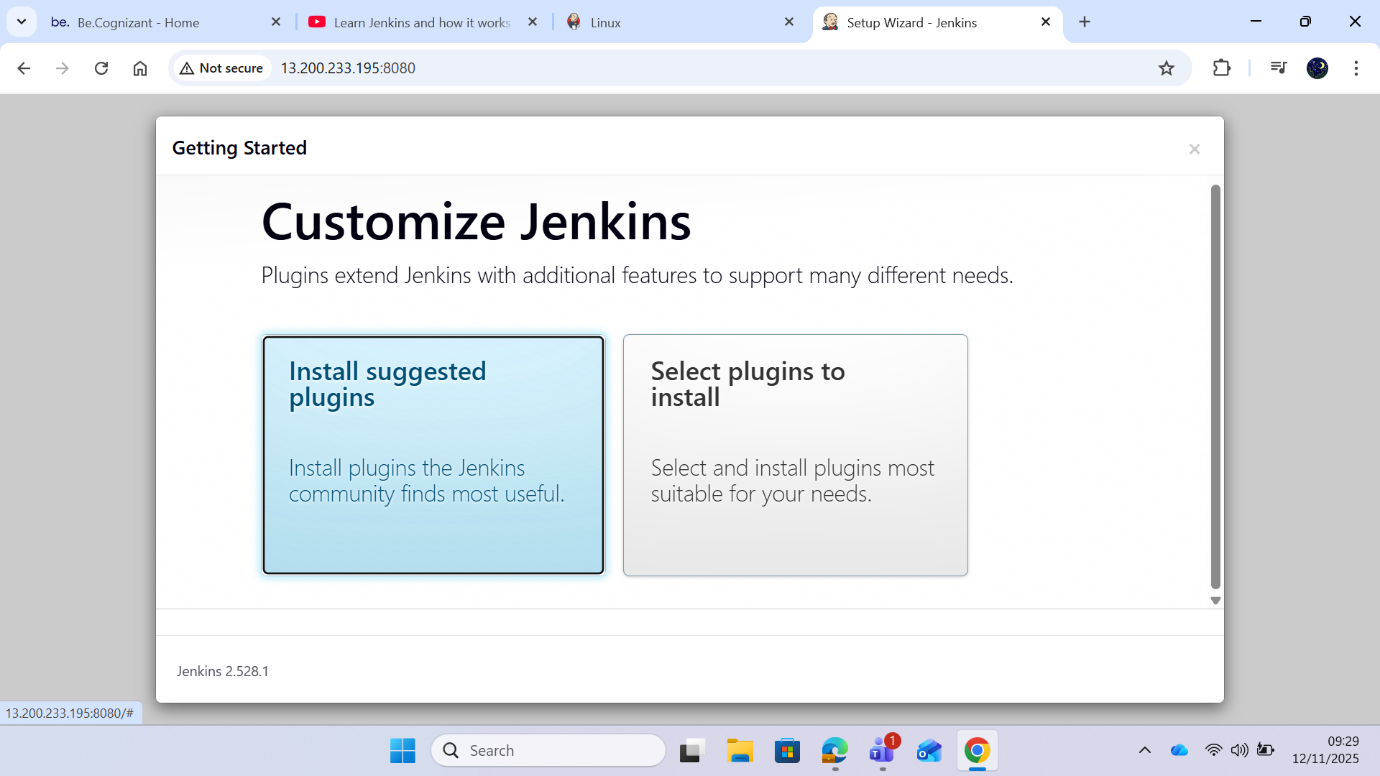 be. Be.Cognizant - Home
Learn Jenkins and how it works
Linux
Setup Wizard - Jenkins
Not secure
13.200.233.195:8080
Getting Started
Customize Jenkins
Plugins extend Jenkins with additional features to support many different needs.
Install suggested
plugins
Install plugins the Jenkins
community finds most useful.
Select plugins to
install
Select and install plugins most
suitable for your needs.
Jenkins 2.528.1
13.200.233.195:8080/#
Search
1
09:29
12/11/2025